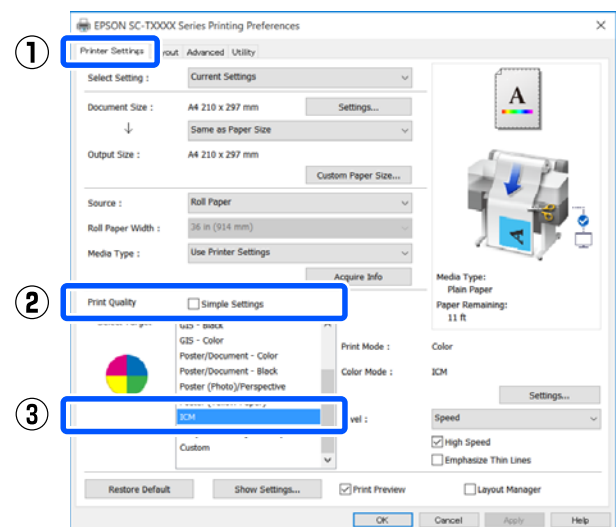 EPSON SC-TXXXX Series Printing Preferences
1
Printer Settings
Advanced
Utility
Select Setting :
Current Settings
Document Size :
A4 210 x 297 mm
Settings...
Same as Paper Size
Output Size :
A4 210 x 297 mm
Custom Paper Size...
A
Source :
Roll Paper
Roll Paper Width :
36 in (914 mm)
Media Type :
Use Printer Settings
Acquire Info
Media Type:
Plain Paper
Paper Remaining:
11 ft
2
Print Quality
Simple Settings
GIS - Black
GIS - Color
Poster/Document - Color
Poster/Document - Black
Poster (Photo)/Perspective
3
ICM
Custom
Print Mode :
Color
Color Mode :
ICM
Settings...
Speed
High Speed
Emphasize Thin Lines
Restore Default
Show Settings...
Print Preview
Layout Manager
OK
Cancel
Apply
Help